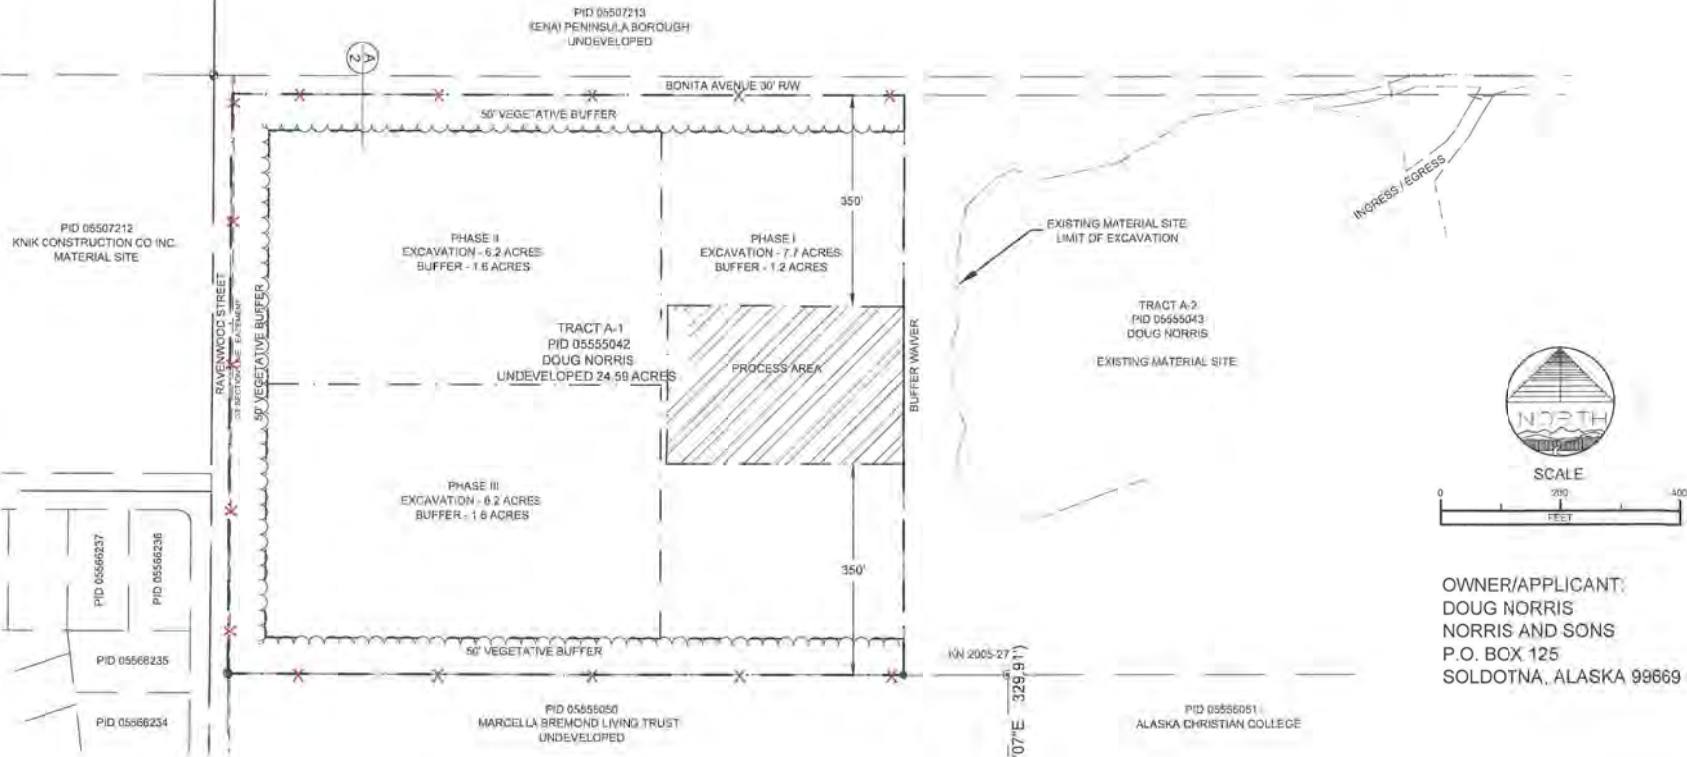 PID 05507213
KENAI PENINSULA BOROUGH
UNDEVELOPED
A
2
BONITA AVENUE 30' R/W
50' VEGETATIVE BUFFER
PID 05507212
KNIK CONSTRUCTION CO INC.
MATERIAL SITE
RAVENWOOD STREET
33' SECTION LINE EASEMENT
50' VEGETATIVE BUFFER
PHASE II
EXCAVATION - 6.2 ACRES
BUFFER - 1.6 ACRES
PHASE I
EXCAVATION - 7.7 ACRES
BUFFER - 1.2 ACRES
350'
TRACT A-1
PID 05555042
DOUG NORRIS
UNDEVELOPED 24.59 ACRES
PROCESS AREA
BUFFER WAIVER
EXISTING MATERIAL SITE
LIMIT OF EXCAVATION
INGRESS / EGRESS
TRACT A-2
PID 05555043
DOUG NORRIS
EXISTING MATERIAL SITE
NORTH
SCALE
0 200 400
FEET
PHASE III
EXCAVATION - 6.2 ACRES
BUFFER - 1.6 ACRES
350'
50' VEGETATIVE BUFFER
PID 05566237
PID 05566236
PID 05566235
PID 05566234
PID 05555050
MARCELLA BREMOND LIVING TRUST
UNDEVELOPED
KN 2005-27
07"E 329.91')
PID 05555051
ALASKA CHRISTIAN COLLEGE
OWNER/APPLICANT:
DOUG NORRIS
NORRIS AND SONS
P.O. BOX 125
SOLDOTNA, ALASKA 99669